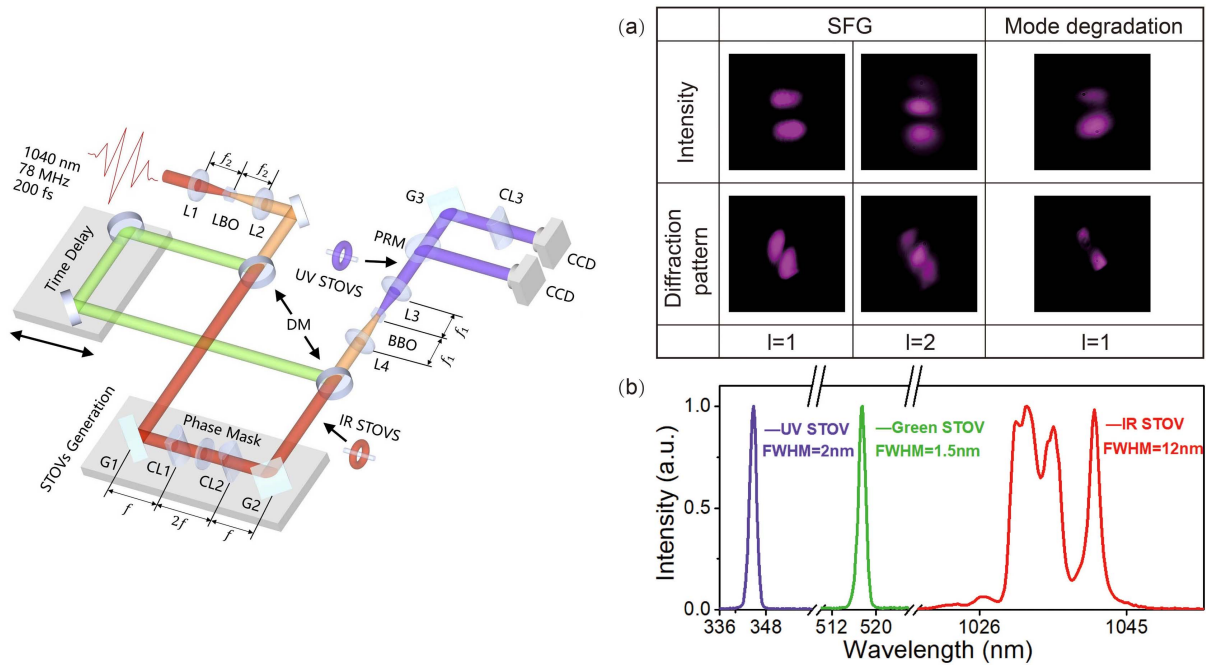 1040 nm
78 MHz
200 fs
f₂
f₂
L1
LBO
L2
Time Delay
DM
STOVs Generation
Phase Mask
G1
CL1
CL2
G2
f
2f
f
IR STOVS
UV STOVS
PRM
G3
CL3
CCD
CCD
L3
BBO
L4
f₁
f₁
(a)
SFG
Mode degradation
Intensity
Diffraction
pattern
l=1
l=2
l=1
(b)
Intensity (a.u.)
1.0
0.5
0.0
—UV STOV
FWHM=2nm
—Green STOV
FWHM=1.5nm
—IR STOV
FWHM=12nm
336
348
512
520
1026
1045
Wavelength (nm)